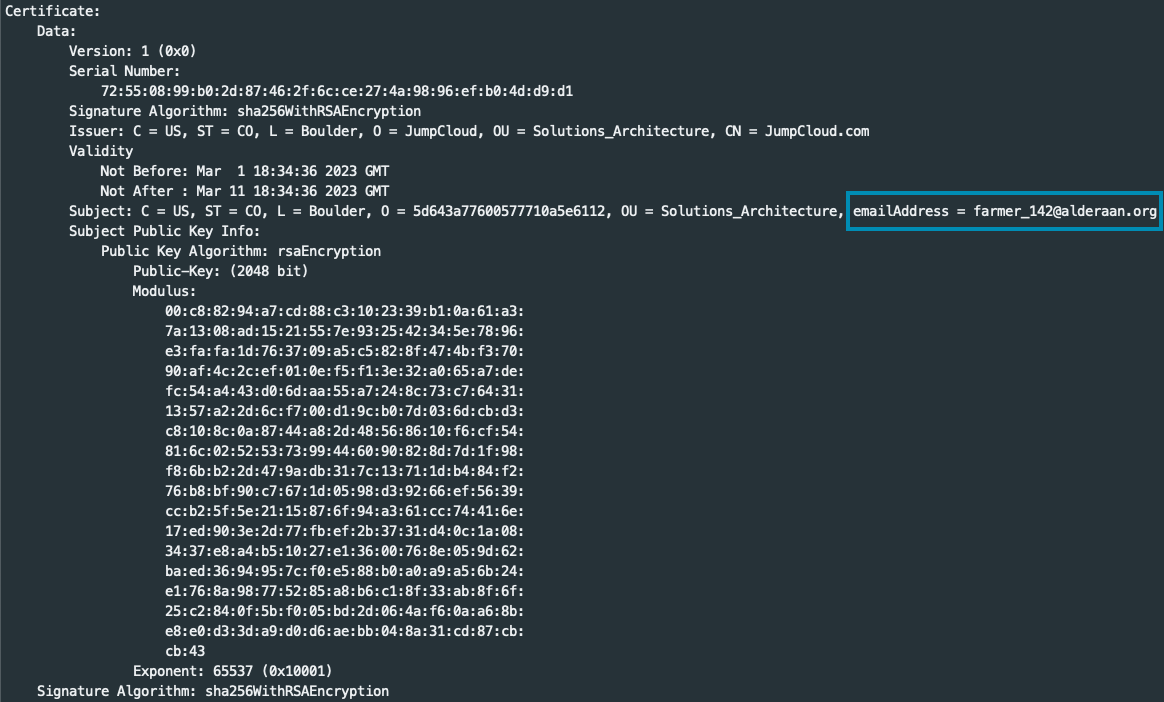 Certificate:
Data:
Version: 1 (0x0)
Serial Number:
72:55:08:99:b0:2d:87:46:2f:6c:ce:27:4a:98:96:ef:b0:4d:d9:d1
Signature Algorithm: sha256WithRSAEncryption
Issuer: C = US, ST = CO, L = Boulder, O = JumpCloud, OU = Solutions_Architecture, CN = JumpCloud.com
Validity
Not Before: Mar  1 18:34:36 2023 GMT
Not After : Mar 11 18:34:36 2023 GMT
Subject: C = US, ST = CO, L = Boulder, O = 5d643a77600577710a5e6112, OU = Solutions_Architecture, emailAddress = farmer_142@alderaan.org
Subject Public Key Info:
Public Key Algorithm: rsaEncryption
Public-Key: (2048 bit)
Modulus:
00:c8:82:94:a7:cd:88:c3:10:23:39:b1:0a:61:a3:
7a:13:08:ad:15:21:55:7e:93:25:42:34:5e:78:96:
e3:fa:fa:1d:76:37:09:a5:c5:82:8f:47:4b:f3:70:
90:af:4c:2c:ef:01:0e:f5:f1:3e:32:a0:65:a7:de:
fc:54:a4:43:d0:6d:aa:55:a7:24:8c:73:c7:64:31:
13:57:a2:2d:6c:f7:00:d1:9c:b0:7d:03:6d:cb:d3:
c8:10:8c:0a:87:44:a8:2d:48:56:86:10:f6:cf:54:
81:6c:02:52:53:73:99:44:60:90:82:8d:7d:1f:98:
f8:6b:b2:2d:47:9a:db:31:7c:13:71:1d:b4:84:f2:
76:b8:bf:90:c7:67:1d:05:98:d3:92:66:ef:56:39:
cc:b2:5f:5e:21:15:87:6f:94:a3:61:cc:74:41:6e:
17:ed:90:3e:2d:77:fb:ef:2b:37:31:d4:0c:1a:08:
34:37:e8:a4:b5:10:27:e1:36:00:76:8e:05:9d:62:
ba:ed:36:94:95:7c:f0:e5:88:b0:a0:a9:a5:6b:24:
e1:76:8a:98:77:52:85:a8:b6:c1:8f:33:ab:8f:6f:
25:c2:84:0f:5b:f0:05:bd:2d:06:4a:f6:0a:a6:8b:
e8:e0:d3:3d:a9:d0:d6:ae:bb:04:8a:31:cd:87:cb:
cb:43
Exponent: 65537 (0x10001)
Signature Algorithm: sha256WithRSAEncryption